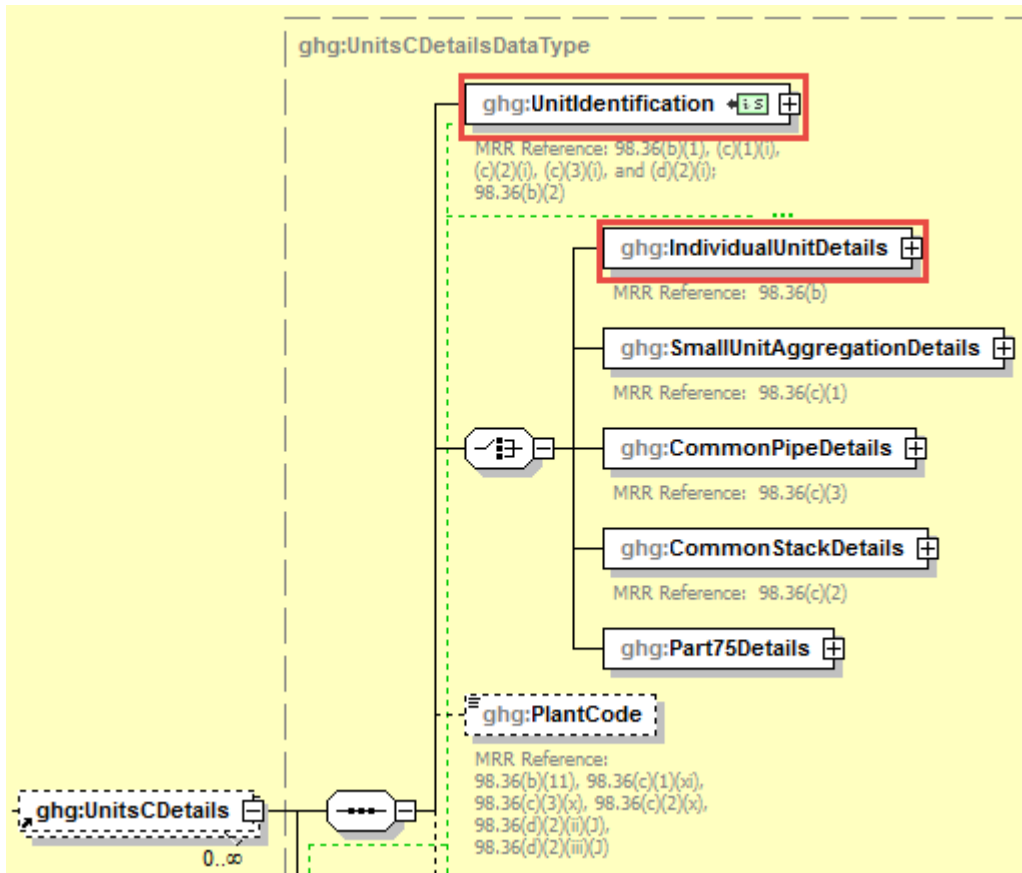 ghg:UnitsCDetailsDataType
ghg:UnitIdentification is
MRR Reference: 98.36(b)(1), (c)(1)(i),
(c)(2)(i), (c)(3)(i), and (d)(2)(i);
98.36(b)(2)
ghg:IndividualUnitDetails
MRR Reference: 98.36(b)
ghg:SmallUnitAggregationDetails
MRR Reference: 98.36(c)(1)
ghg:CommonPipeDetails
MRR Reference: 98.36(c)(3)
ghg:CommonStackDetails
MRR Reference: 98.36(c)(2)
ghg:Part75Details
ghg:PlantCode
MRR Reference:
98.36(b)(11), 98.36(c)(1)(xi),
98.36(c)(3)(x), 98.36(c)(2)(x),
98.36(d)(2)(ii)(J),
98.36(d)(2)(iii)(J)
ghg:UnitsCDetails
0..∞